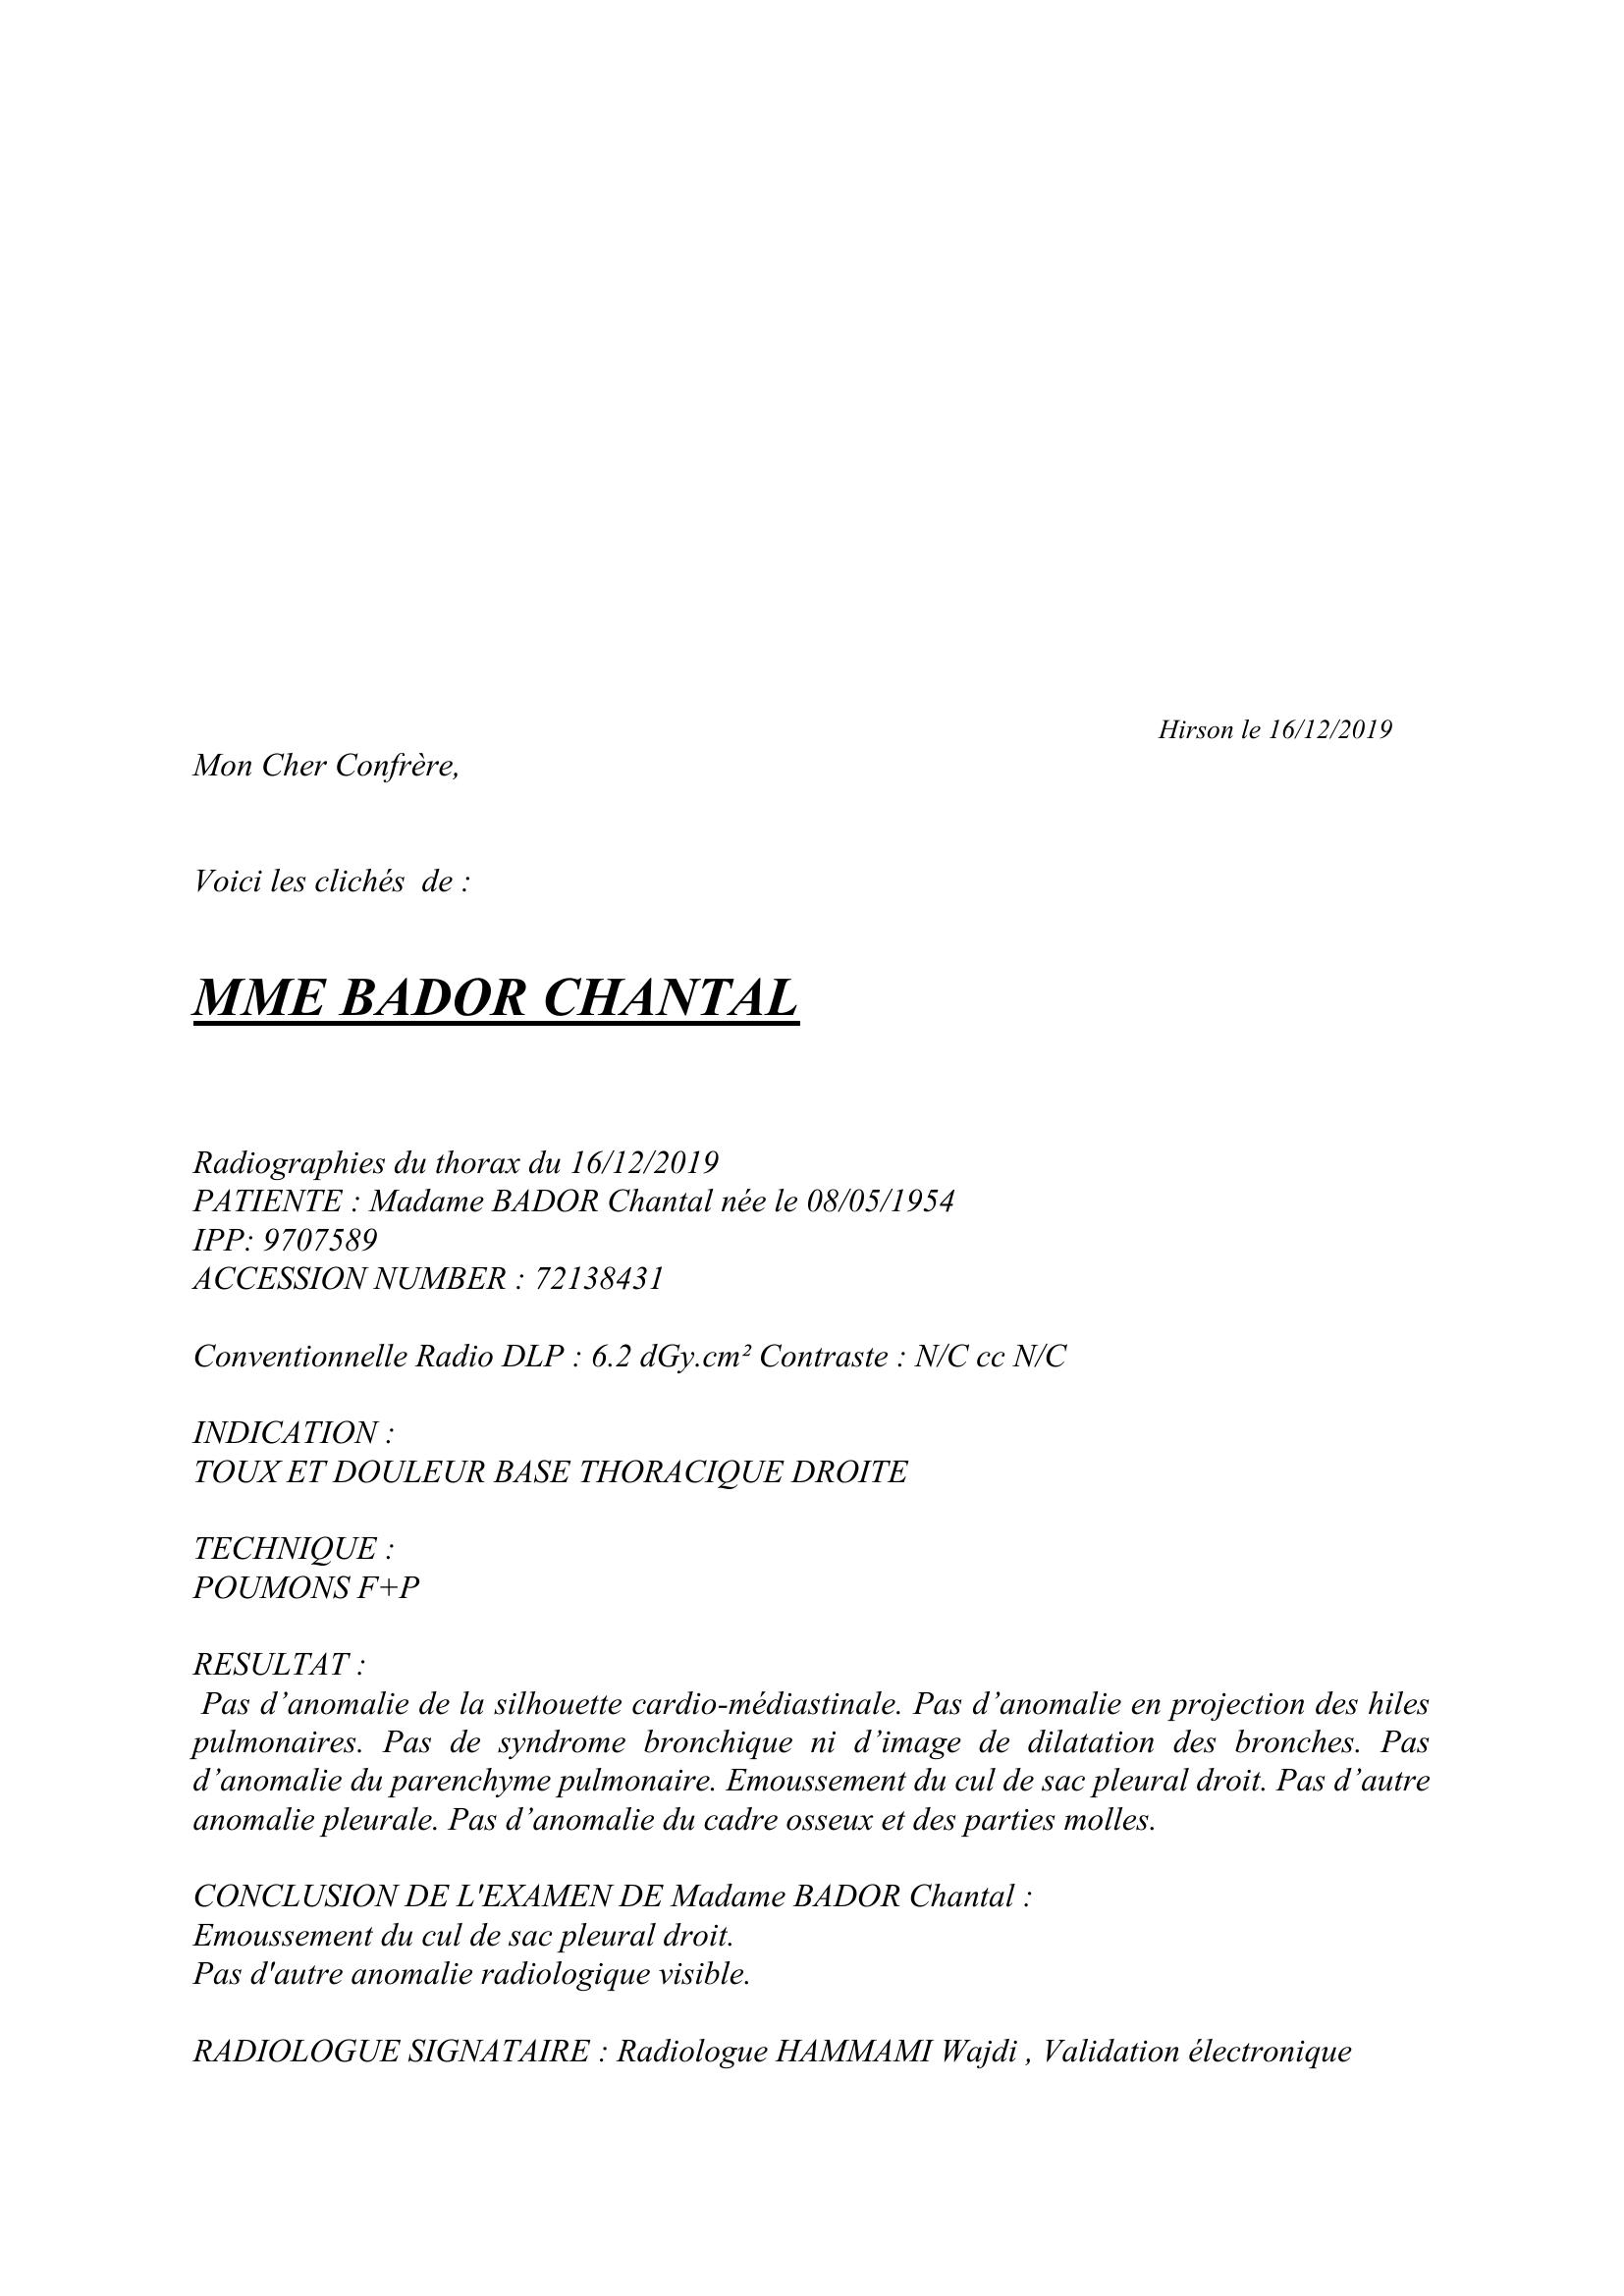 Hirson le 16/12/2019
Mon Cher Confrère,
Voici les clichés  de :
MME BADOR CHANTAL
Radiographies du thorax du 16/12/2019
PATIENTE : Madame BADOR Chantal née le 08/05/1954
IPP: 9707589
ACCESSION NUMBER : 72138431
Conventionnelle Radio DLP : 6.2 dGy.cm² Contraste : N/C cc N/C
INDICATION :
TOUX ET DOULEUR BASE THORACIQUE DROITE
TECHNIQUE :
POUMONS F+P
RESULTAT :
Pas d’anomalie de la silhouette cardio-médiastinale. Pas d’anomalie en projection des hiles
pulmonaires. Pas de syndrome bronchique ni d’image de dilatation des bronches. Pas
d’anomalie du parenchyme pulmonaire. Emoussement du cul de sac pleural droit. Pas d’autre
anomalie pleurale. Pas d’anomalie du cadre osseux et des parties molles.
CONCLUSION DE L'EXAMEN DE Madame BADOR Chantal :
Emoussement du cul de sac pleural droit.
Pas d'autre anomalie radiologique visible.
RADIOLOGUE SIGNATAIRE : Radiologue HAMMAMI Wajdi , Validation électronique